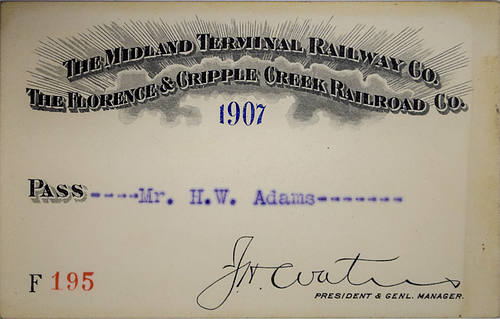 THE MIDLAND TERMINAL RAILWAY CO.
THE FLORENCE & CRIPPLE CREEK RAILROAD CO.
1907
PASS ----Mr. H.W. Adams-------
J.H. Waters
F 195
PRESIDENT & GENL. MANAGER.